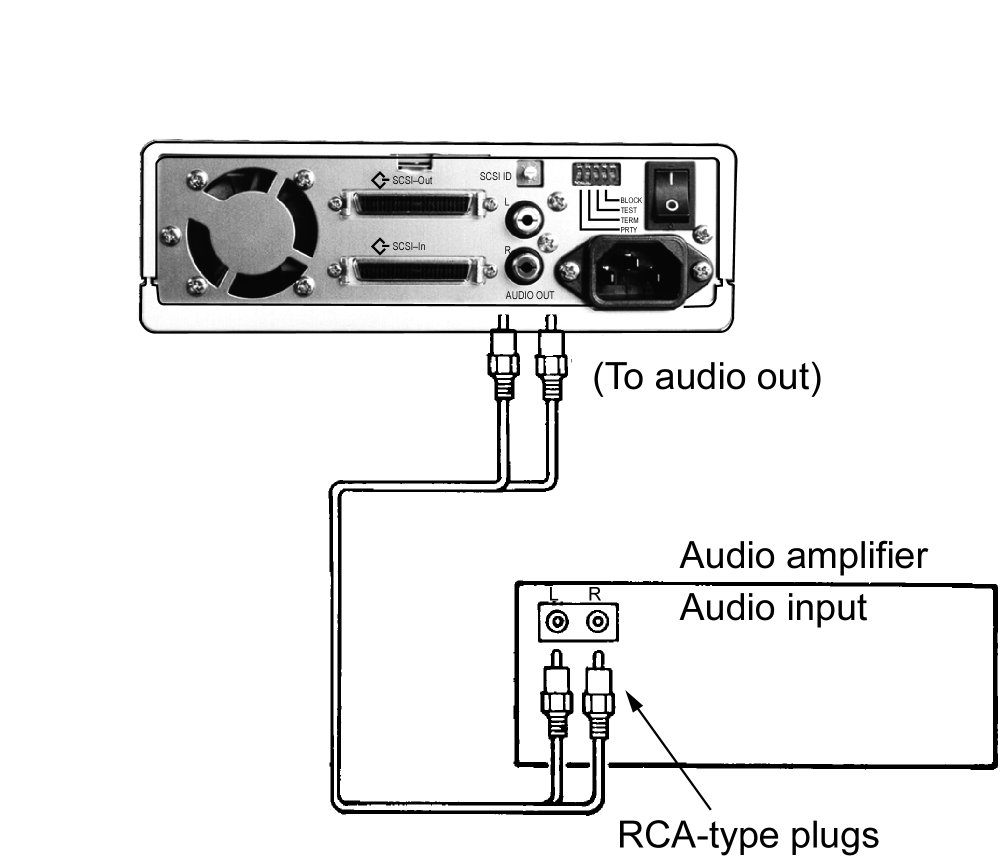 SCSI–Out
SCSI ID
L
BLOCK
TEST
TERM
PRTY
SCSI–In
R
AUDIO OUT
(To audio out)
Audio amplifier
L R
Audio input
RCA-type plugs